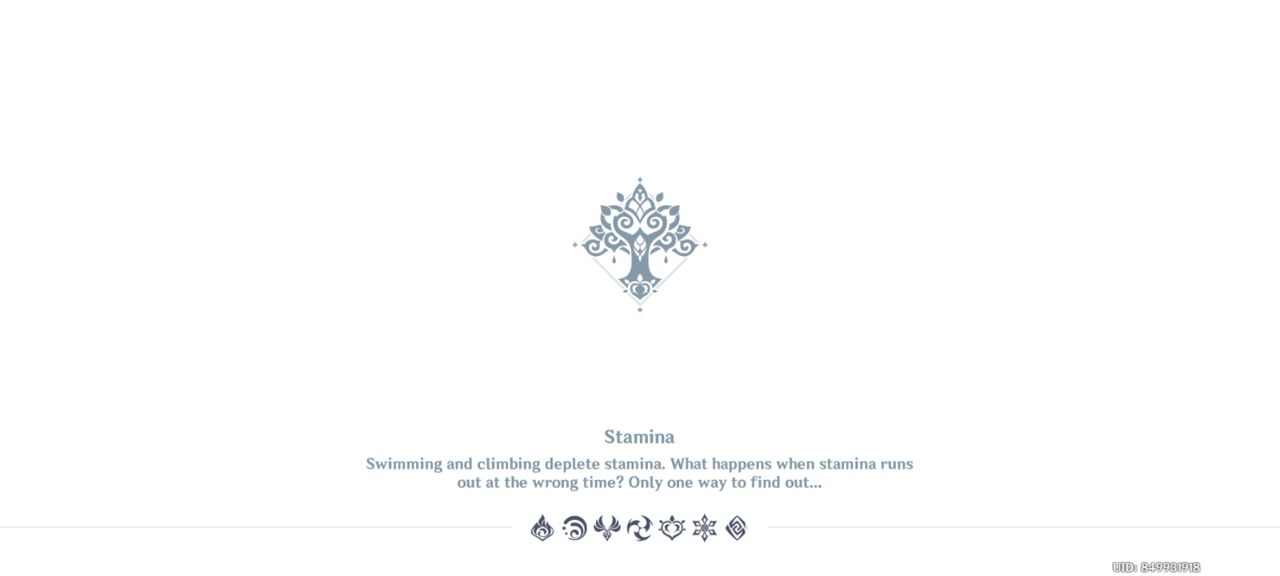 Stamina
Swimming and climbing deplete stamina. What happens when stamina runs
out at the wrong time? Only one way to find out...
UID: 849931918